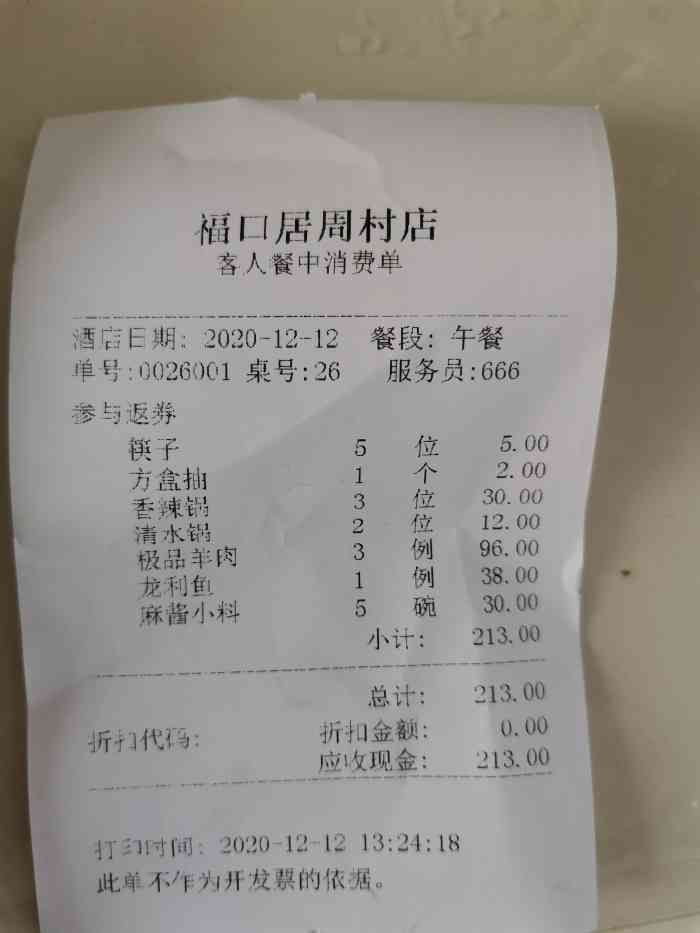 福口居周村店
客人餐中消费单
酒店日期: 2020-12-12 餐段: 午餐
单号:0026001 桌号:26 服务员:666
参与返券
筷子 5 位 5.00
方盒抽 1 个 2.00
香辣锅 3 位 30.00
清水锅 2 位 12.00
极品羊肉 3 例 96.00
龙利鱼 1 例 38.00
麻酱小料 5 碗 30.00
小计: 213.00
总计: 213.00
折扣代码: 折扣金额: 0.00
应收现金: 213.00
打印时间: 2020-12-12 13:24:18
此单不作为开发票的依据。